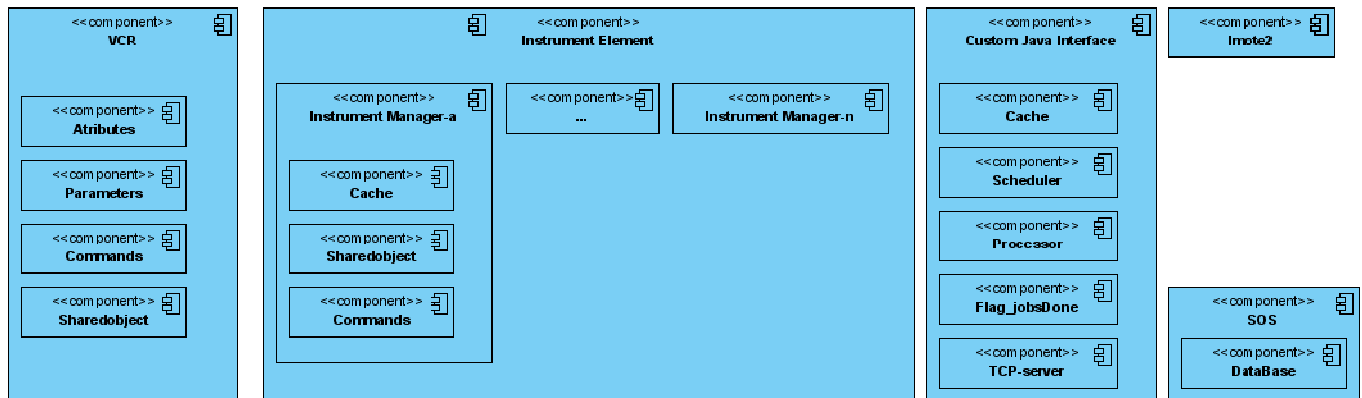 <<component>>
VCR
<<component>>
Atributes
<<component>>
Parameters
<<component>>
Commands
<<component>>
Sharedobject
<<component>>
Instrument Element
<<component>>
Instrument Manager-a
<<component>>
Cache
<<component>>
Sharedobject
<<component>>
Commands
<<component>>
...
<<component>>
Instrument Manager-n
<<component>>
Custom Java Interface
<<component>>
Cache
<<component>>
Scheduler
<<component>>
Processor
<<component>>
Flag_jobsDone
<<component>>
TCP-server
<<component>>
Imote2
<<component>>
SOS
<<component>>
DataBase